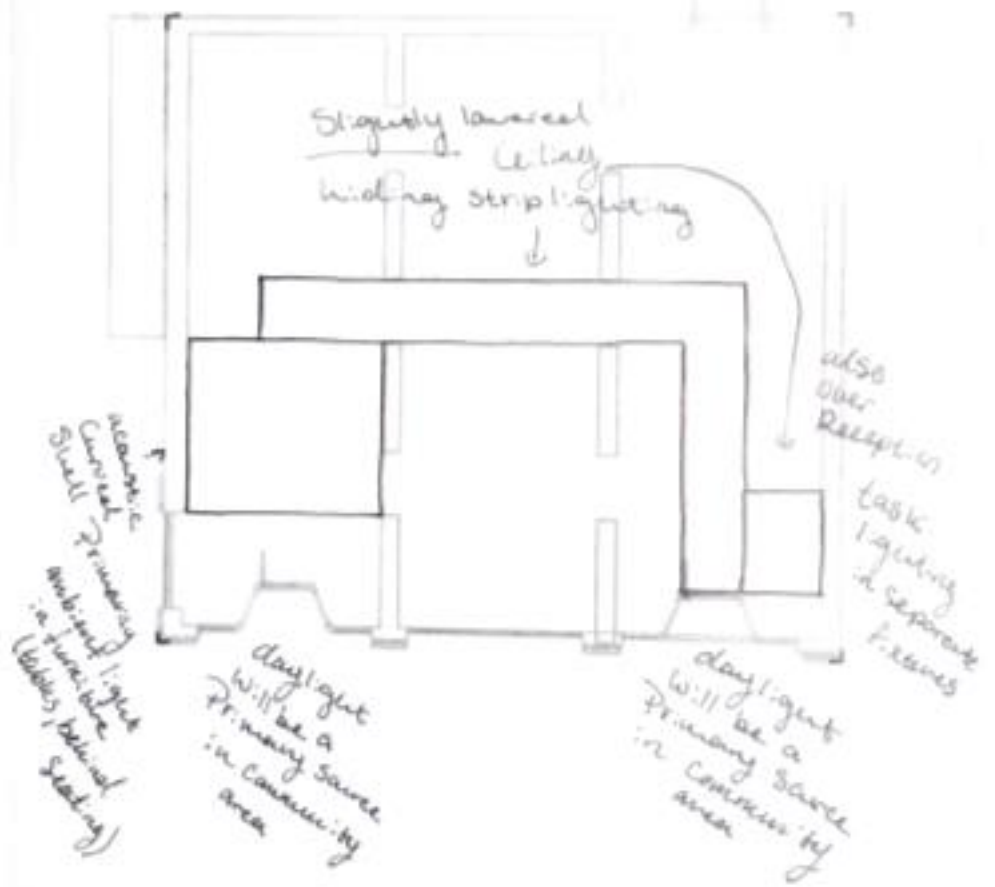 Slightly lowered
ceiling
hiding strip lighting
also
over
Reception
task
lighting
in separate
fixtures
acoustic
Curved
Shell Primary
ambient light
in furniture
(tables, behind
seating)
daylight
will be a
Primary source
in community
area
daylight
will be a
Primary source
in community
area